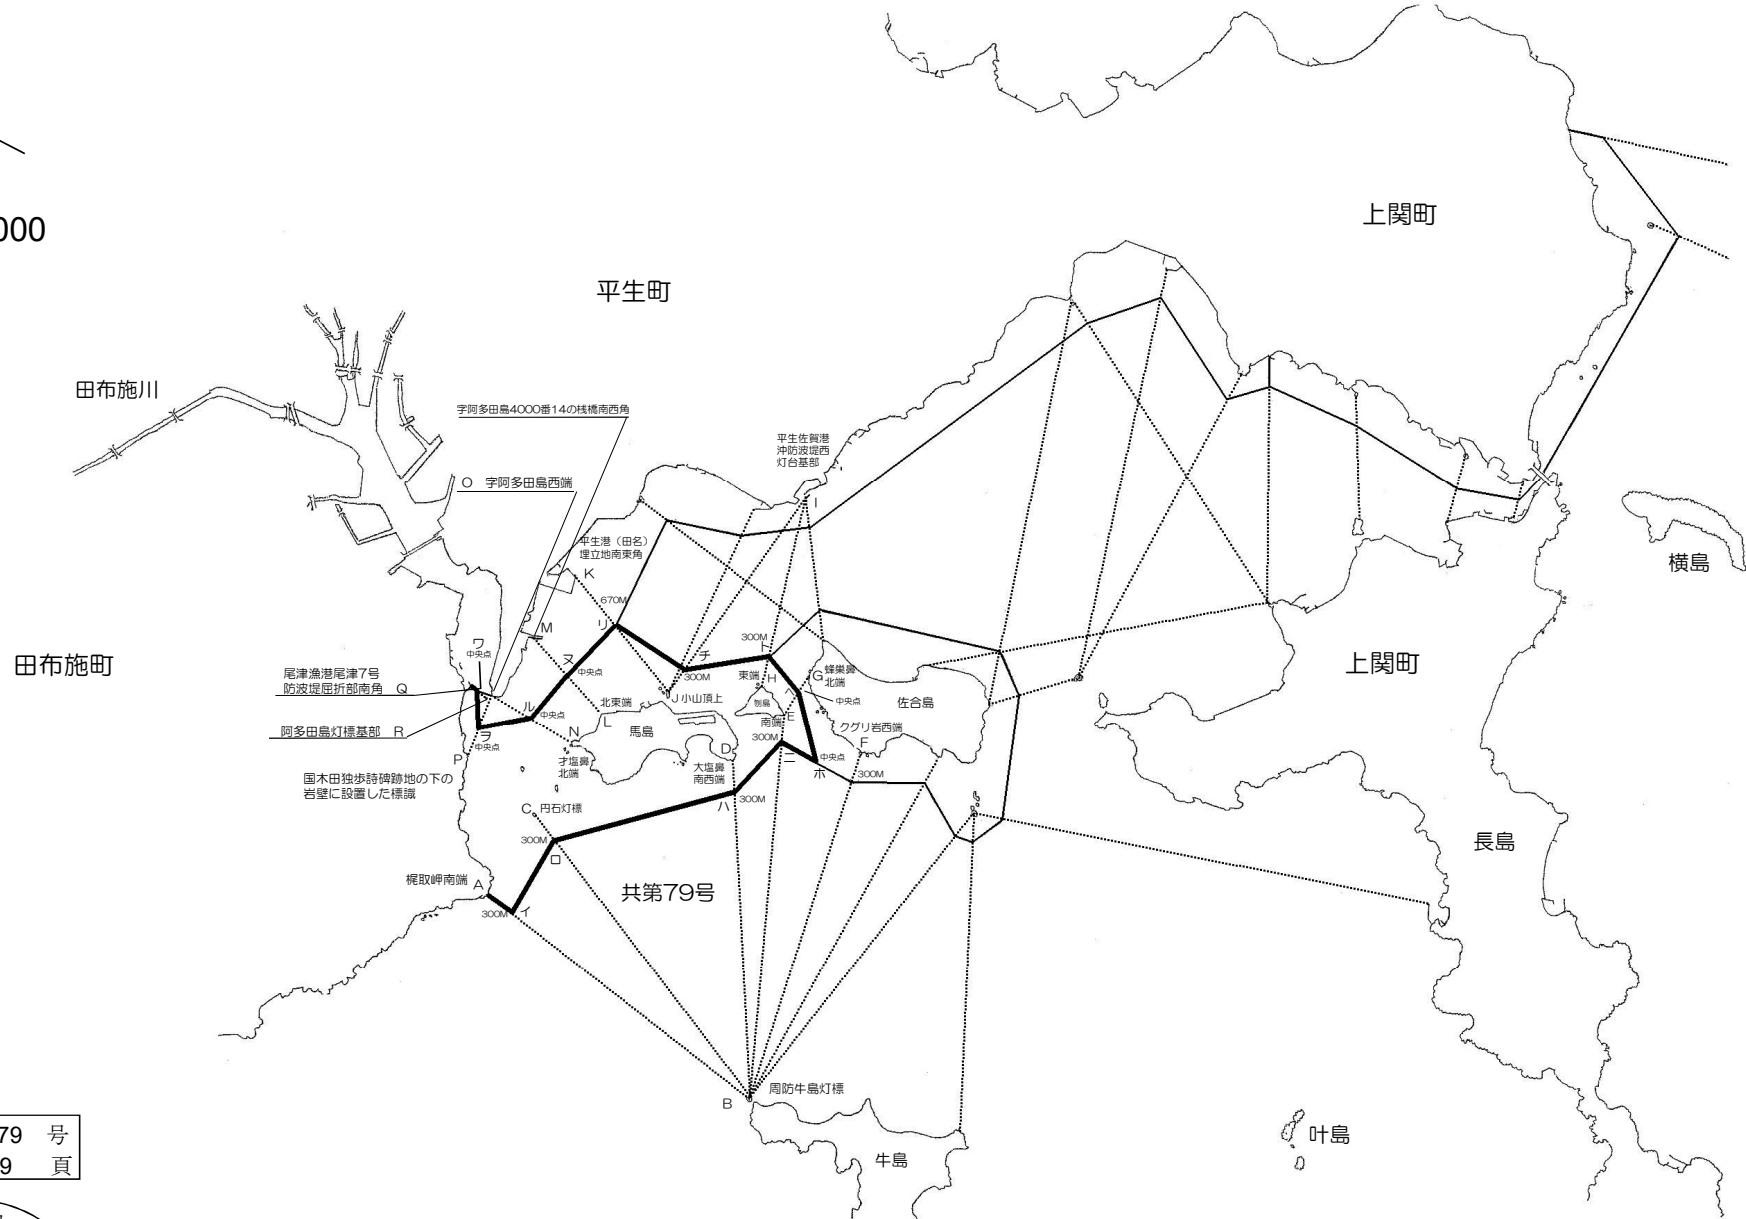 000
上関町
平生町
田布施川
字阿多田島4000番14の桟橋南西角
平生佐賀港
沖防波堤西
灯台基部
I
O 字阿多田島西端
平生港（田名）
埋立地南東角
K
横島
670M
リ
M
ワ
中央点
田布施町
上関町
300M
ト
チ
300M
ヌ
中央点
尾津漁港尾津7号
防波堤屈折部南角 Q
東端
H
G
蜂巣鼻
北端
J 小山頂上
刎島
ヘ
中央点
佐合島
北東端
L
ル
中央点
阿多田島灯標基部 R
E
南端
クグリ岩西端
馬島
ヲ
中央点
N
300M
F
D
P
才塩鼻
北端
ニ
中央点
ホ
大塩鼻
南西端
300M
国木田独歩詩碑跡地の下の
岩壁に設置した標識
300M
ハ
C 円石灯標
300M
ロ
長島
梶取岬南端 A
共第79号
300M
イ
周防牛島灯標
B
79 号
叶島
9 頁
牛島